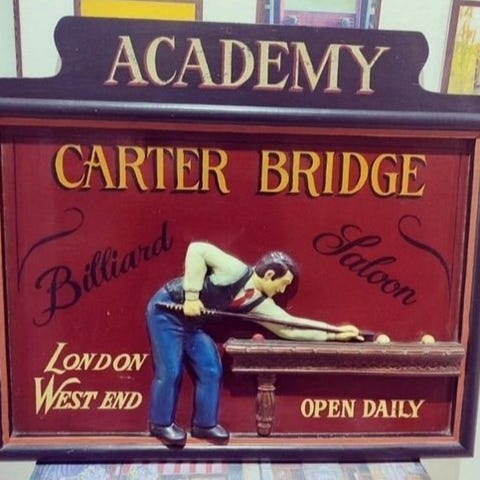 ACADEMY
CARTER BRIDGE
Billiard Saloon
LONDON
WEST END
OPEN DAILY